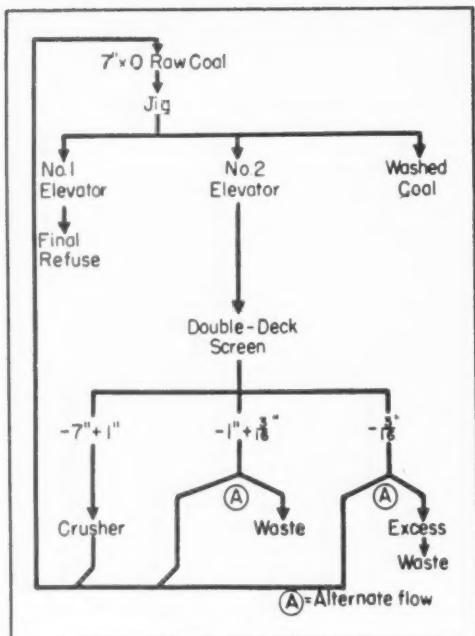 7"×0 Raw Coal
Jig
No.1
Elevator
No.2
Elevator
Washed
Coal
Final
Refuse
Double-Deck
Screen
-7"+1"
-1"+3/16"
-3/16"
Crusher
A
Waste
A
Excess
Waste
A=Alternate flow